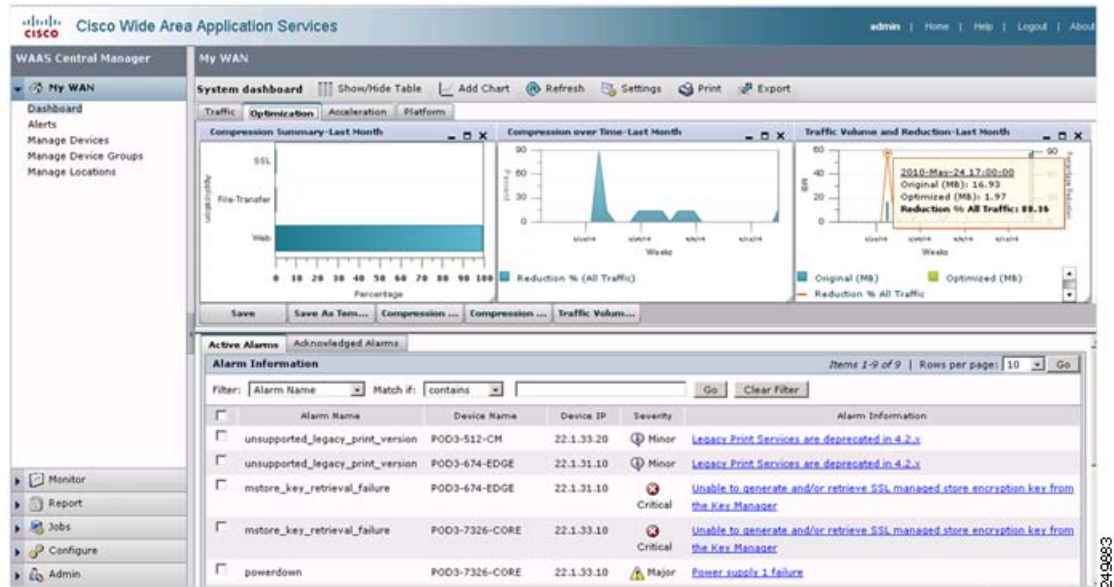 cisco Cisco Wide Area Application Services
admin | Home | Help | Logout | About
WAAS Central Manager
My WAN
My WAN
Dashboard
Alerts
Manage Devices
Manage Device Groups
Manage Locations
Monitor
Report
Jobs
Configure
Admin
System dashboard Show/Hide Table Add Chart Refresh Settings Print Export
Traffic Optimization Acceleration Platform
Compression Summary-Last Month
Application
SSL
File-Transfer
Web
0 10 20 30 40 50 60 70 80 90 100
Percentage
Compression over Time-Last Month
Percent
90
60
30
0
Weeks
Reduction % (All Traffic)
Traffic Volume and Reduction-Last Month
MB
60
40
20
0
90
2010-May-24 17:00:00
Original (MB): 16.93
Optimized (MB): 1.97
Reduction % All Traffic: 88.36
Weeks
Original (MB) Optimized (MB)
Reduction % All Traffic
Save Save As Tem... Compression ... Compression ... Traffic Volum...
Active Alarms Acknowledged Alarms
Alarm Information Items 1-9 of 9 | Rows per page: 10 Go
Filter: Alarm Name Match if: contains Go Clear Filter
Alarm Name Device Name Device IP Severity Alarm Information
unsupported_legacy_print_version POD3-512-CM 22.1.33.20 Minor Legacy Print Services are deprecated in 4.2.x
unsupported_legacy_print_version POD3-674-EDGE 22.1.31.10 Minor Legacy Print Services are deprecated in 4.2.x
mstore_key_retrieval_failure POD3-674-EDGE 22.1.31.10 Critical Unable to generate and/or retrieve SSL managed store encryption key from the Key Manager
mstore_key_retrieval_failure POD3-7326-CORE 22.1.33.10 Critical Unable to generate and/or retrieve SSL managed store encryption key from the Key Manager
powerdown POD3-7326-CORE 22.1.33.10 Major Power supply 1 failure
249883